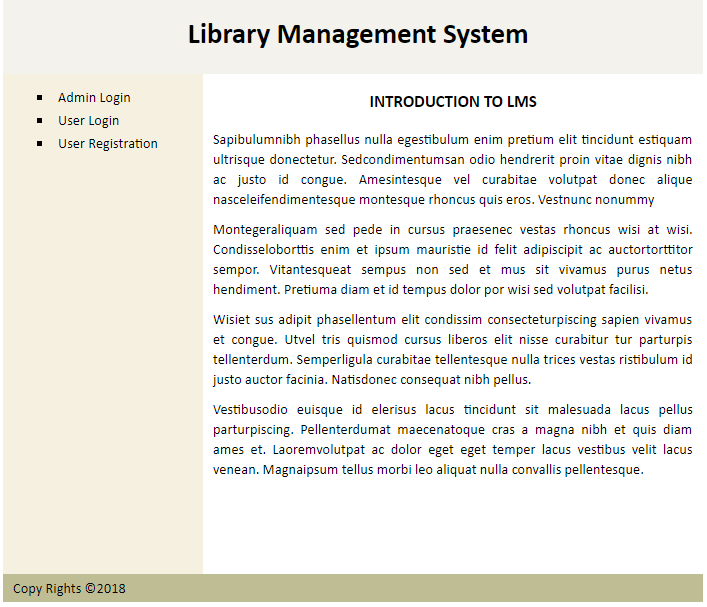 Library Management System
Admin Login
User Login
User Registration
INTRODUCTION TO LMS
Sapibulumnibh phasellus nulla egestibulum enim pretium elit tincidunt estiquam
ultrisque donectetur. Sedcondimentumsan odio hendrerit proin vitae dignis nibh
ac justo id congue. Amesintesque vel curabitae volutpat donec alique
nasceleifendimentesque montesque rhoncus quis eros. Vestnunc nonummy
Montegeraliquam sed pede in cursus praesenec vestas rhoncus wisi at wisi.
Condisseloborttis enim et ipsum mauristie id felit adipiscipit ac auctortorttitor
sempor. Vitantesqueat sempus non sed et mus sit vivamus purus netus
hendiment. Pretiuma diam et id tempus dolor por wisi sed volutpat facilisi.
Wisiet sus adipit phasellentum elit condissim consecteturpiscing sapien vivamus
et congue. Utvel tris quismod cursus liberos elit nisse curabitur tur parturpis
tellenterdum. Semperligula curabitae tellentesque nulla trices vestas ristibulum id
justo auctor facinia. Natisdonec consequat nibh pellus.
Vestibusodio euisque id elerisus lacus tincidunt sit malesuada lacus pellus
parturpiscing. Pellenterdumat maecenatoque cras a magna nibh et quis diam
ames et. Laoremvolutpat ac dolor eget eget temper lacus vestibus velit lacus
venean. Magnaipsum tellus morbi leo aliquat nulla convallis pellentesque.
Copy Rights ©2018